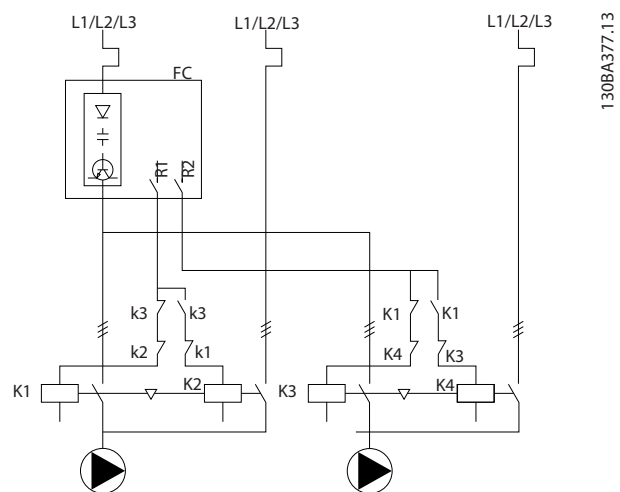 L1/L2/L3
L1/L2/L3
L1/L2/L3
130BA377.13
FC
R1
R2
k3
k3
K1
K1
k2
k1
K4
K3
K1
K2
K3
K4